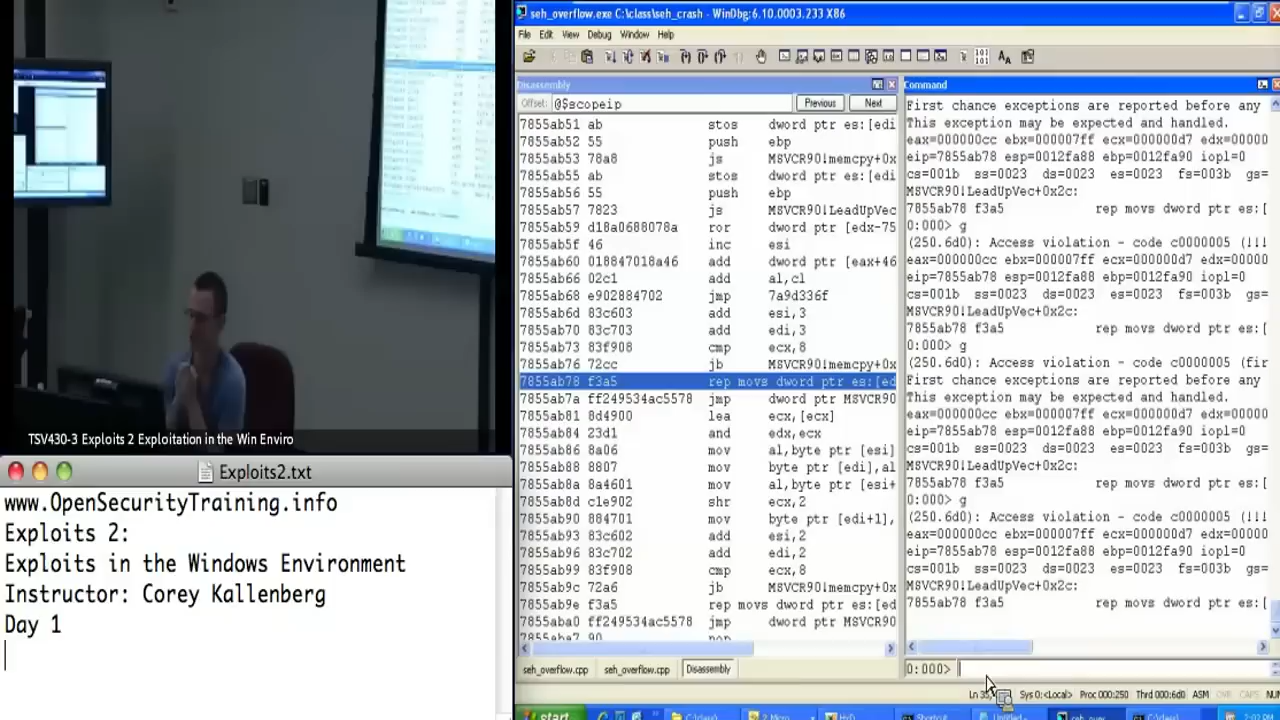 TSV430-3 Exploits 2 Exploitation in the Win Enviro
Exploits2.txt
www.OpenSecurityTraining.info
Exploits 2:
Exploits in the Windows Environment
Instructor: Corey Kallenberg
Day 1
seh_overflow.exe C:\class\seh_crash - WinDbg:6.10.0003.233 X86
File Edit View Debug Window Help
Disassembly
Offset: @$scopeip Previous Next
7855ab51 ab stos dword ptr es:[edi
7855ab52 55 push ebp
7855ab53 78a8 js MSVCR90!memcpy+0x
7855ab55 ab stos dword ptr es:[edi
7855ab56 55 push ebp
7855ab57 7823 js MSVCR90!LeadUpVec
7855ab59 d18a0688078a ror dword ptr [edx-75
7855ab5f 46 inc esi
7855ab60 018847018a46 add dword ptr [eax+46
7855ab66 02c1 add al,cl
7855ab68 e902884702 jmp 7a9d336f
7855ab6d 83c603 add esi,3
7855ab70 83c703 add edi,3
7855ab73 83f908 cmp ecx,8
7855ab76 72cc jb MSVCR90!memcpy+0x
7855ab78 f3a5 rep movs dword ptr es:[ed
7855ab7a ff249534ac5578 jmp dword ptr MSVCR90
7855ab81 8d4900 lea ecx,[ecx]
7855ab84 23d1 and edx,ecx
7855ab86 8a06 mov al,byte ptr [esi]
7855ab88 8807 mov byte ptr [edi],al
7855ab8a 8a4601 mov al,byte ptr [esi+
7855ab8d c1e902 shr ecx,2
7855ab90 884701 mov byte ptr [edi+1],
7855ab93 83c602 add esi,2
7855ab96 83c702 add edi,2
7855ab99 83f908 cmp ecx,8
7855ab9c 72a6 jb MSVCR90!memcpy+0x
7855ab9e f3a5 rep movs dword ptr es:[ed
7855aba0 ff249534ac5578 jmp dword ptr MSVCR90
7855aba7 90 nop
seh_overflow.cpp seh_overflow.cpp Disassembly
Command
First chance exceptions are reported before any
This exception may be expected and handled.
eax=000000cc ebx=000007ff ecx=000000d7 edx=00000
eip=7855ab78 esp=0012fa88 ebp=0012fa90 iopl=0
cs=001b ss=0023 ds=0023 es=0023 fs=003b gs=
MSVCR90!LeadUpVec+0x2c:
7855ab78 f3a5 rep movs dword ptr es:[
0:000> g
(250.6d0): Access violation - code c0000005 (!!!
eax=000000cc ebx=000007ff ecx=000000d7 edx=00000
eip=7855ab78 esp=0012fa88 ebp=0012fa90 iopl=0
cs=001b ss=0023 ds=0023 es=0023 fs=003b gs=
MSVCR90!LeadUpVec+0x2c:
7855ab78 f3a5 rep movs dword ptr es:[
0:000> g
(250.6d0): Access violation - code c0000005 (fir
First chance exceptions are reported before any
This exception may be expected and handled.
eax=000000cc ebx=000007ff ecx=000000d7 edx=00000
eip=7855ab78 esp=0012fa88 ebp=0012fa90 iopl=0
cs=001b ss=0023 ds=0023 es=0023 fs=003b gs=
MSVCR90!LeadUpVec+0x2c:
7855ab78 f3a5 rep movs dword ptr es:[
0:000> g
(250.6d0): Access violation - code c0000005 (!!!
eax=000000cc ebx=000007ff ecx=000000d7 edx=00000
eip=7855ab78 esp=0012fa88 ebp=0012fa90 iopl=0
cs=001b ss=0023 ds=0023 es=0023 fs=003b gs=
MSVCR90!LeadUpVec+0x2c:
7855ab78 f3a5 rep movs dword ptr es:[
0:000>
Sys 0:<Local> Proc 000:250 Thrd 000:6d0 ASM OVR CAPS NUM
start